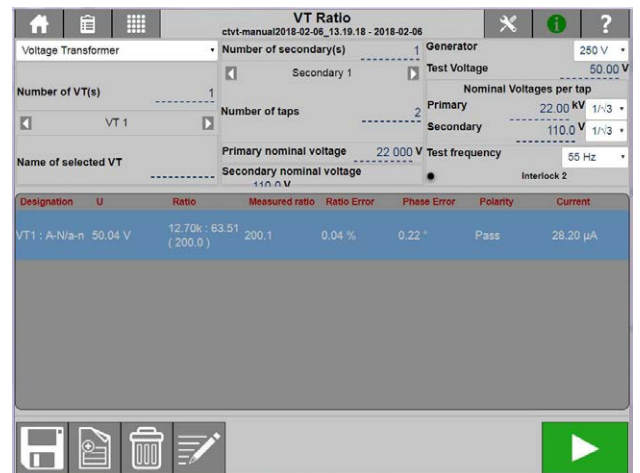 VT Ratio
ctvt-manual2018-02-06_13.19.18 - 2018-02-06
?
Voltage Transformer
Number of VT(s) 1
VT 1
Name of selected VT
Number of secondary(s) 1
Secondary 1
Number of taps 2
Primary nominal voltage 22 000 V
Secondary nominal voltage
110.0 V
Generator 250 V
Test Voltage 50.00 V
Nominal Voltages per tap
Primary 22.00 kV 1/√3
Secondary 110.0 V 1/√3
Test frequency 55 Hz
Interlock 2
Designation U Ratio Measured ratio Ratio Error Phase Error Polarity Current
VT1 : A-N/a-n 50.04 V 12.70k : 63.51 200.1 0.04 % 0.22 ° Pass 28.20 µA
( 200.0 )